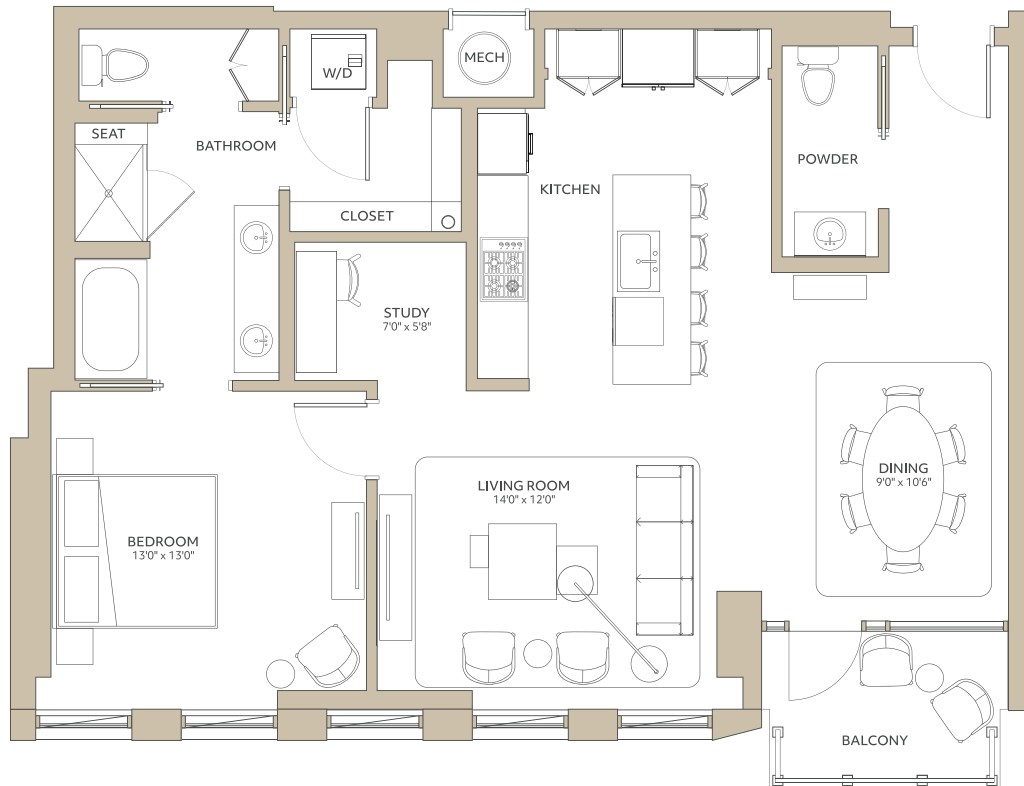 MECH
W/D
SEAT
BATHROOM
POWDER
KITCHEN
CLOSET
STUDY
7'0" x 5'8"
DINING
9'0" x 10'6"
LIVING ROOM
14'0" x 12'0"
BEDROOM
13'0" x 13'0"
BALCONY